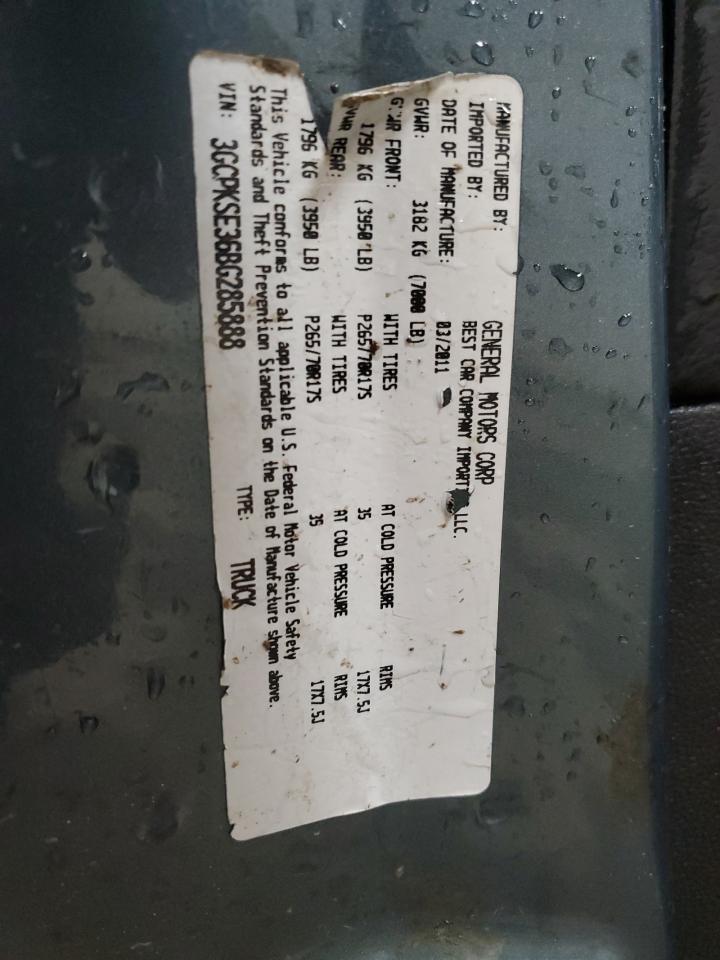 MANUFACTURED BY: GENERAL MOTORS CORP
IMPORTED BY: BEST CAR COMPANY LLC.
DATE OF MANUFACTURE: 03/2011
GVWR: 3182 KG (7000 LB)
FRONT: WITH TIRES AT COLD PRESSURE RIMS
1796 KG (3950 LB) P265/70R17S 35 17X7.5J
REAR: WITH TIRES AT COLD PRESSURE RIMS
1796 KG (3950 LB) P265/70R17S 35 17X7.5J
This Vehicle conforms to all applicable U.S. Federal Motor Vehicle Safety
Standards and Theft Prevention Standards on the Date of Manufacture shown above.
VIN: 3GCPKSE36BG285888 TYPE: TRUCK